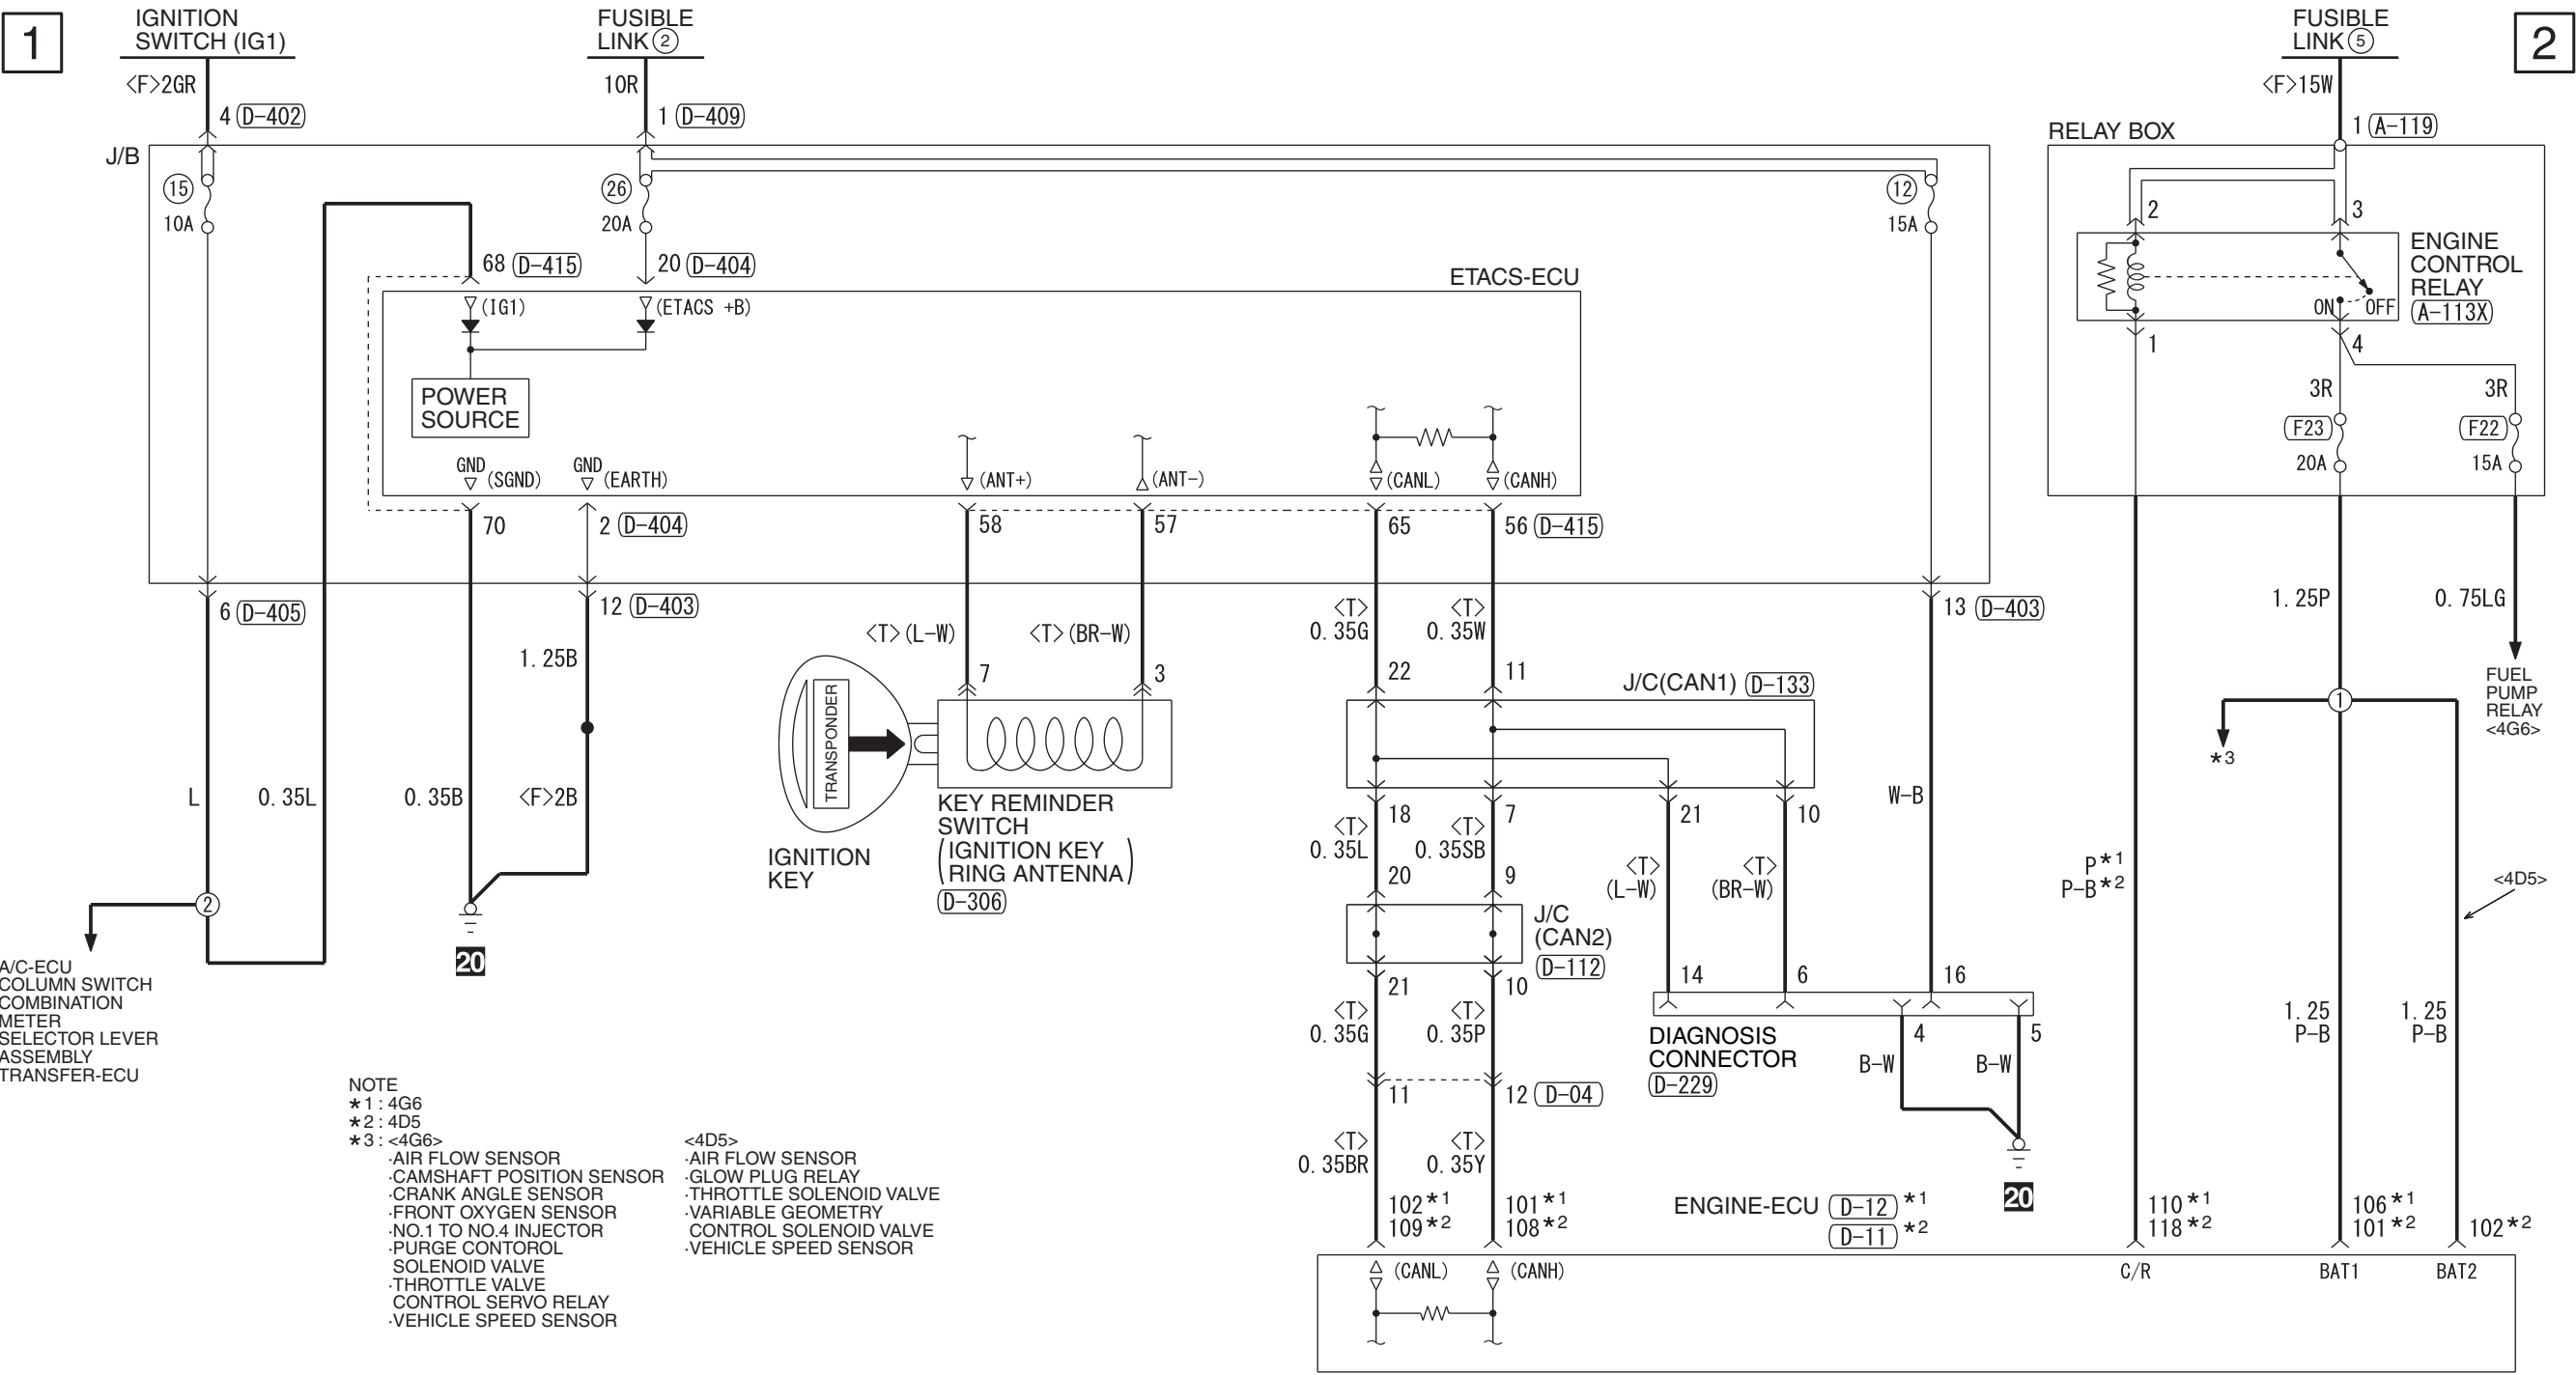 1
IGNITION
SWITCH (IG1)
<F>2GR
4 (D-402)
FUSIBLE
LINK ②
10R
1 (D-409)
FUSIBLE
LINK ⑤
<F>15W
1 (A-119)
2
J/B
⑮
10A
㉖
20A
⑫
15A
68 (D-415)
20 (D-404)
ETACS-ECU
(IG1)
(ETACS +B)
POWER
SOURCE
GND
(SGND)
GND
(EARTH)
(ANT+)
(ANT-)
(CANL)
(CANH)
70
2 (D-404)
58
57
65
56 (D-415)
RELAY BOX
2
3
ENGINE
CONTROL
RELAY
(A-113X)
ON
OFF
1
4
3R
3R
(F23)
20A
(F22)
15A
6 (D-405)
12 (D-403)
13 (D-403)
1.25B
<T>(L-W)
<T>(BR-W)
<T>
0.35G
<T>
0.35W
1.25P
0.75LG
7
3
22
11
J/C(CAN1) (D-133)
TRANSPONDER
IGNITION
KEY
KEY REMINDER
SWITCH
(IGNITION KEY
RING ANTENNA)
(D-306)
L
0.35L
0.35B
<F>2B
②
20
A/C-ECU
COLUMN SWITCH
COMBINATION
METER
SELECTOR LEVER
ASSEMBLY
TRANSFER-ECU
18
7
21
10
<T>
0.35L
<T>
0.35SB
20
9
<T>
(L-W)
<T>
(BR-W)
W-B
J/C
(CAN2)
(D-112)
21
10
<T>
0.35G
<T>
0.35P
14
6
16
DIAGNOSIS
CONNECTOR
(D-229)
4
5
B-W
B-W
20
11
12 (D-04)
<T>
0.35BR
<T>
0.35Y
102*1
109*2
101*1
108*2
ENGINE-ECU (D-12) *1
(D-11) *2
FUEL
PUMP
RELAY
<4G6>
①
*3
P*1
P-B*2
<4D5>
1.25
P-B
1.25
P-B
110*1
118*2
106*1
101*2
102*2
(CANL)
(CANH)
C/R
BAT1
BAT2
NOTE
*1 : 4G6
*2 : 4D5
*3 : <4G6>
·AIR FLOW SENSOR
·CAMSHAFT POSITION SENSOR
·CRANK ANGLE SENSOR
·FRONT OXYGEN SENSOR
·NO.1 TO NO.4 INJECTOR
·PURGE CONTOROL
SOLENOID VALVE
·THROTTLE VALVE
CONTROL SERVO RELAY
·VEHICLE SPEED SENSOR
<4D5>
·AIR FLOW SENSOR
·GLOW PLUG RELAY
·THROTTLE SOLENOID VALVE
·VARIABLE GEOMETRY
CONTROL SOLENOID VALVE
·VEHICLE SPEED SENSOR